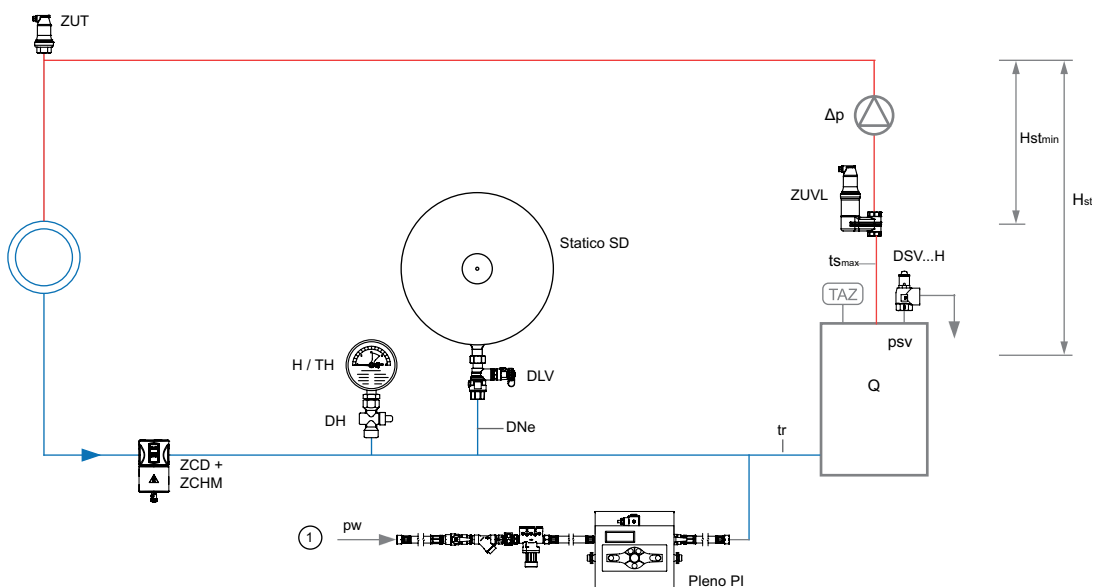 ZUT
Δp
Hstmin
ZUVL
Hst
Statico SD
tsmax
DSV...H
TAZ
psv
H / TH
DLV
Q
DH
DNe
tr
ZCD +
ZCHM
1
pw
Pleno PI